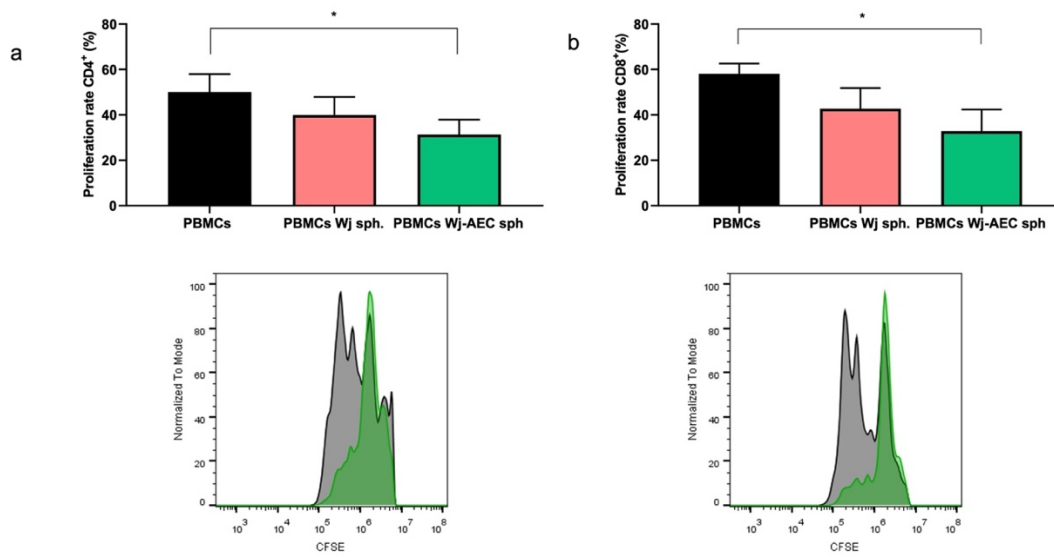 a
Proliferation rate CD4⁺ (%)
80
60
40
20
0
*
PBMCs
PBMCs Wj sph.
PBMCs Wj-AEC sph
b
Proliferation rate CD8⁺(%)
80
60
40
20
0
*
PBMCs
PBMCs Wj sph.
PBMCs Wj-AEC sph
Normalized To Mode
100
80
60
40
20
0
10³ 10⁴ 10⁵ 10⁶ 10⁷ 10⁸
CFSE
Normalized To Mode
100
80
60
40
20
0
10³ 10⁴ 10⁵ 10⁶ 10⁷ 10⁸
CFSE